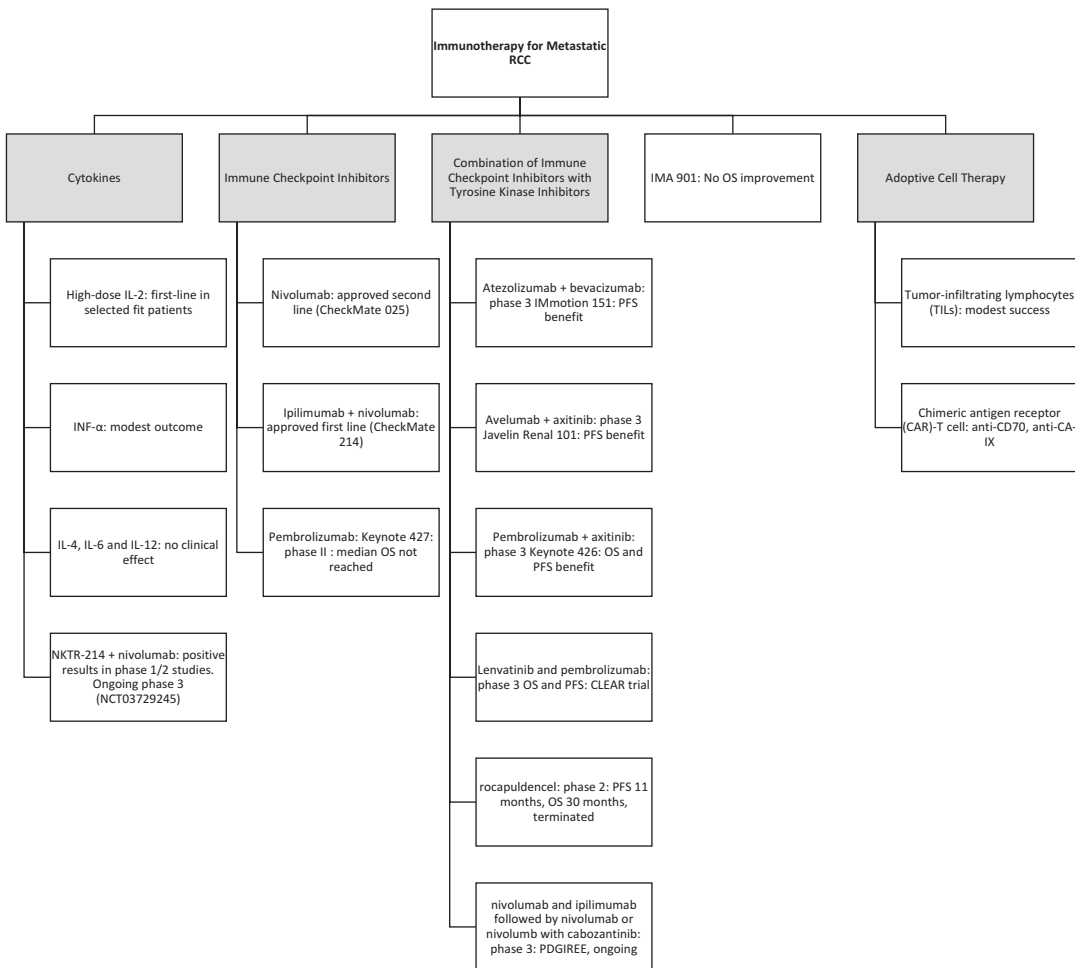 Immunotherapy for Metastatic
RCC
Cytokines
Immune Checkpoint Inhibitors
Combination of Immune
Checkpoint Inhibitors with
Tyrosine Kinase Inhibitors
IMA 901: No OS improvement
Adoptive Cell Therapy
High-dose IL-2: first-line in
selected fit patients
INF-α: modest outcome
IL-4, IL-6 and IL-12: no clinical
effect
NKTR-214 + nivolumab: positive
results in phase 1/2 studies.
Ongoing phase 3
(NCT03729245)
Nivolumab: approved second
line (CheckMate 025)
Ipilimumab + nivolumab:
approved first line (CheckMate
214)
Pembrolizumab: Keynote 427:
phase II : median OS not
reached
Atezolizumab + bevacizumab:
phase 3 IMmotion 151: PFS
benefit
Avelumab + axitinib: phase 3
Javelin Renal 101: PFS benefit
Pembrolizumab + axitinib:
phase 3 Keynote 426: OS and
PFS benefit
Lenvatinib and pembrolizumab:
phase 3 OS and PFS: CLEAR trial
rocapuldencel: phase 2: PFS 11
months, OS 30 months,
terminated
nivolumab and ipilimumab
followed by nivolumab or
nivolumb with cabozantinib:
phase 3: PDGIREE, ongoing
Tumor-infiltrating lymphocytes
(TILs): modest success
Chimeric antigen receptor
(CAR)-T cell: anti-CD70, anti-CA-
IX